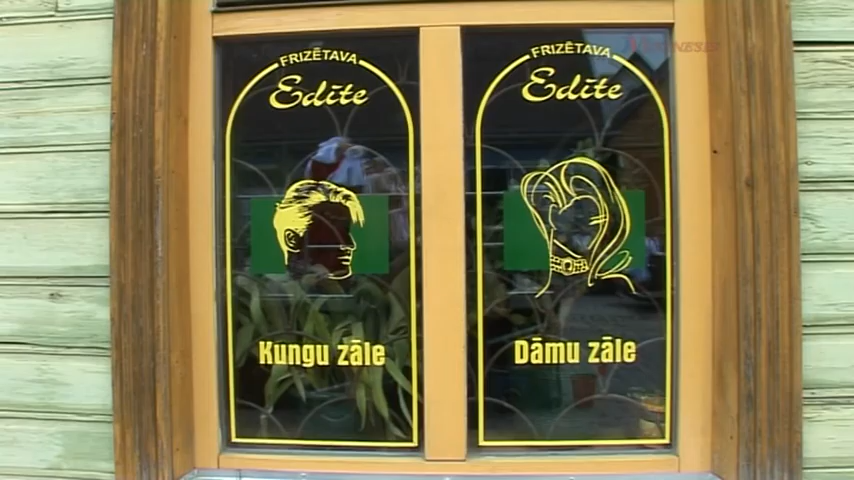 FRIZĒTAVA
Edīte
Kungu zāle
FRIZĒTAVA
Edīte
Dāmu zāle